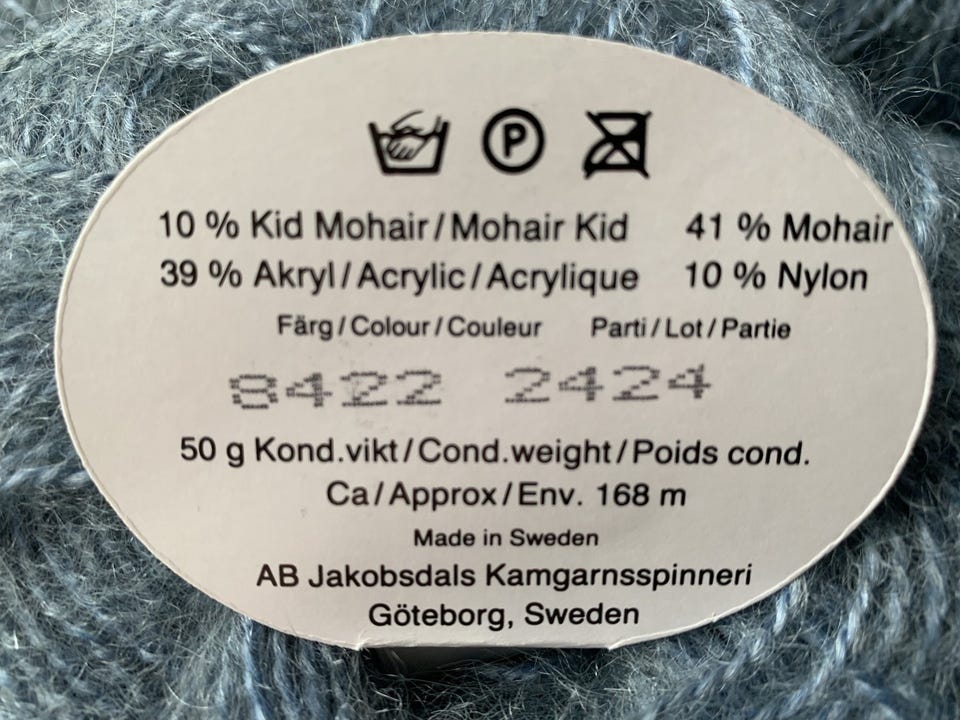 P
10 % Kid Mohair/Mohair Kid 41 % Mohair
39 % Akryl/Acrylic/Acrylique 10 % Nylon
Färg/Colour/Couleur Parti/Lot/Partie
8422 2424
50 g Kond.vikt/Cond.weight/Poids cond.
Ca/Approx/Env. 168 m
Made in Sweden
AB Jakobsdals Kamgarnsspinneri
Göteborg, Sweden